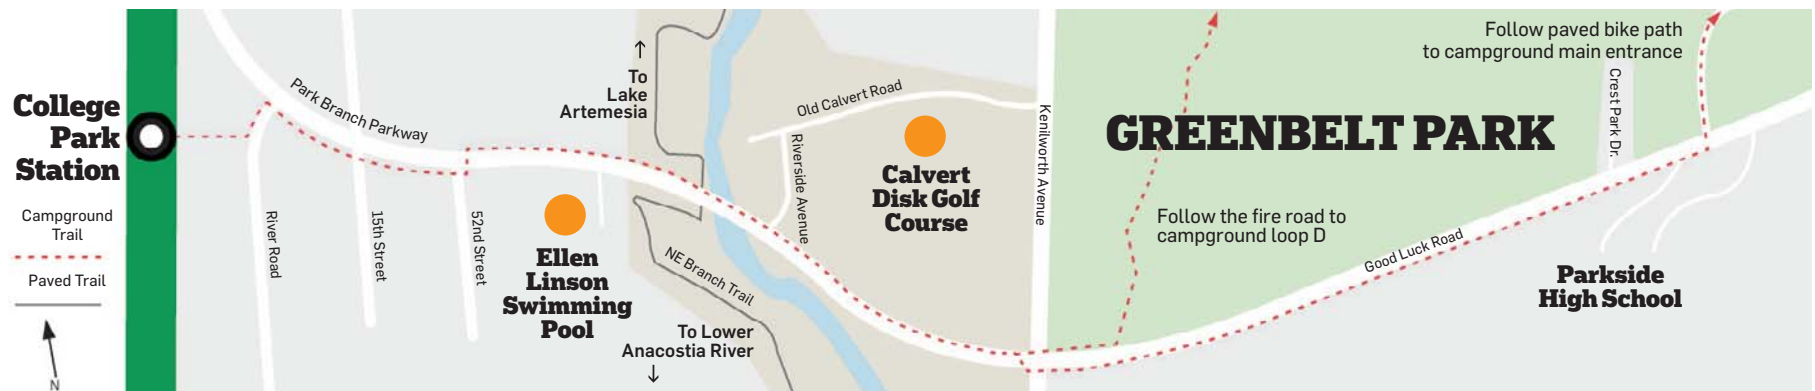 College
Park
Station
Campground
Trail
Paved Trail
N
River Road
Park Branch Parkway
15th Street
52nd Street
Ellen
Linson
Swimming
Pool
↑
To
Lake
Artemesia
NE Branch Trail
To Lower
Anacostia River
↓
Old Calvert Road
Riverside Avenue
Calvert
Disk Golf
Course
Kenilworth Avenue
GREENBELT PARK
Follow the fire road to
campground loop D
Follow paved bike path
to campground main entrance
Crest Park Dr.
Good Luck Road
Parkside
High School